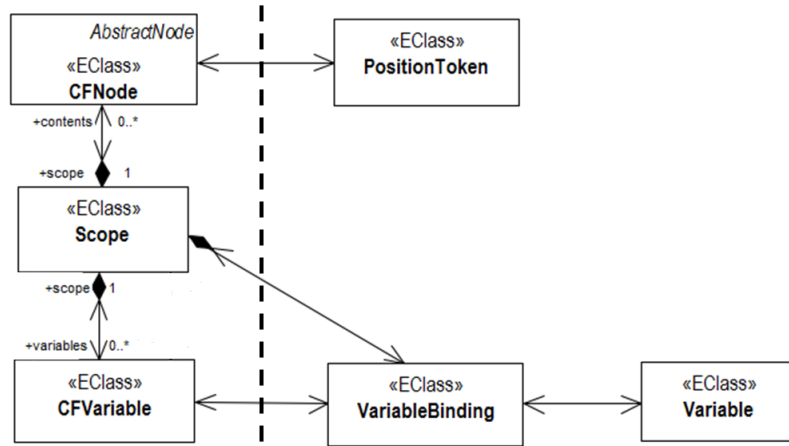 AbstractNode
«EClass»
CFNode
«EClass»
PositionToken
+contents 0..*
+scope 1
«EClass»
Scope
+scope 1
+variables 0..*
«EClass»
CFVariable
«EClass»
VariableBinding
«EClass»
Variable